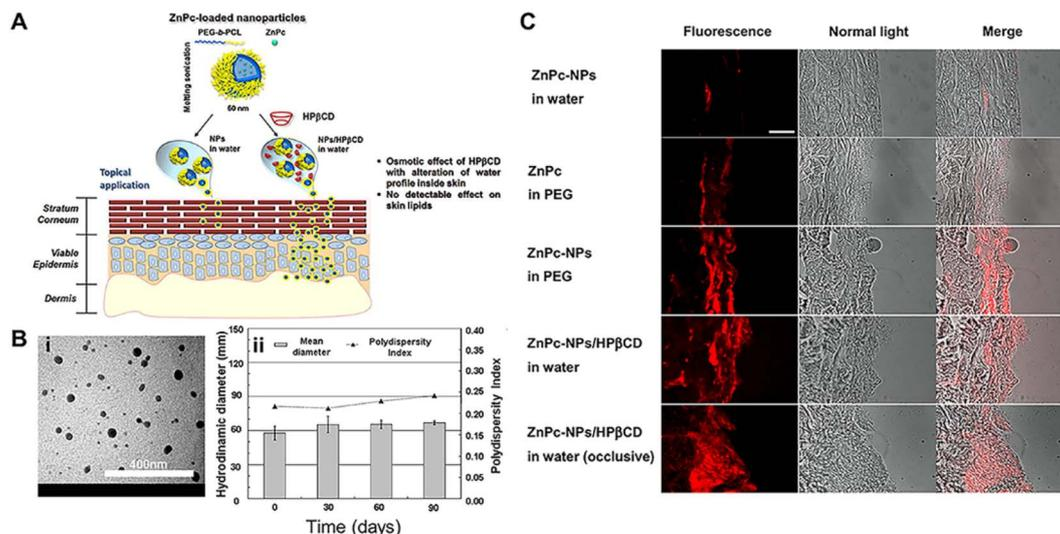 A
ZnPc-loaded nanoparticles
PEG-b-PCL ZnPc
Melting sonication
60 nm
HPβCD
NPs
in water
NPs/HPβCD
in water
Topical
application
• Osmotic effect of HPβCD
with alteration of water
profile inside skin
• No detectable effect on
skin lipids
Stratum
Corneum
Viable
Epidermis
Dermis
B
i
400nm
ii
Mean
diameter
Polydispersity
Index
Hydrodinamic diameter (mm)
150
120
90
60
30
0
Polydispersity Index
0.40
0.35
0.30
0.25
0.20
0.15
0.10
0.05
0.00
0 30 60 90
Time (days)
C
Fluorescence Normal light Merge
ZnPc-NPs
in water
ZnPc
in PEG
ZnPc-NPs
in PEG
ZnPc-NPs/HPβCD
in water
ZnPc-NPs/HPβCD
in water (occlusive)